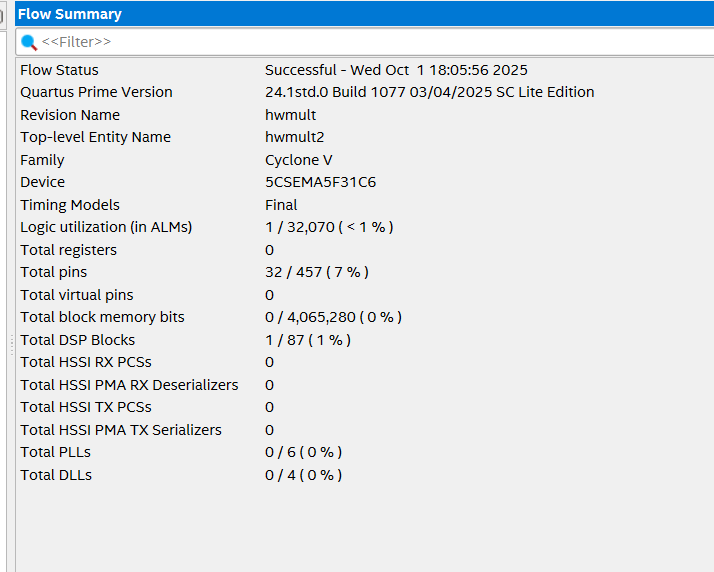 Flow Summary
<<Filter>>
Flow Status Successful - Wed Oct 1 18:05:56 2025
Quartus Prime Version 24.1std.0 Build 1077 03/04/2025 SC Lite Edition
Revision Name hwmult
Top-level Entity Name hwmult2
Family Cyclone V
Device 5CSEMA5F31C6
Timing Models Final
Logic utilization (in ALMs) 1 / 32,070 ( < 1 % )
Total registers 0
Total pins 32 / 457 ( 7 % )
Total virtual pins 0
Total block memory bits 0 / 4,065,280 ( 0 % )
Total DSP Blocks 1 / 87 ( 1 % )
Total HSSI RX PCSs 0
Total HSSI PMA RX Deserializers 0
Total HSSI TX PCSs 0
Total HSSI PMA TX Serializers 0
Total PLLs 0 / 6 ( 0 % )
Total DLLs 0 / 4 ( 0 % )